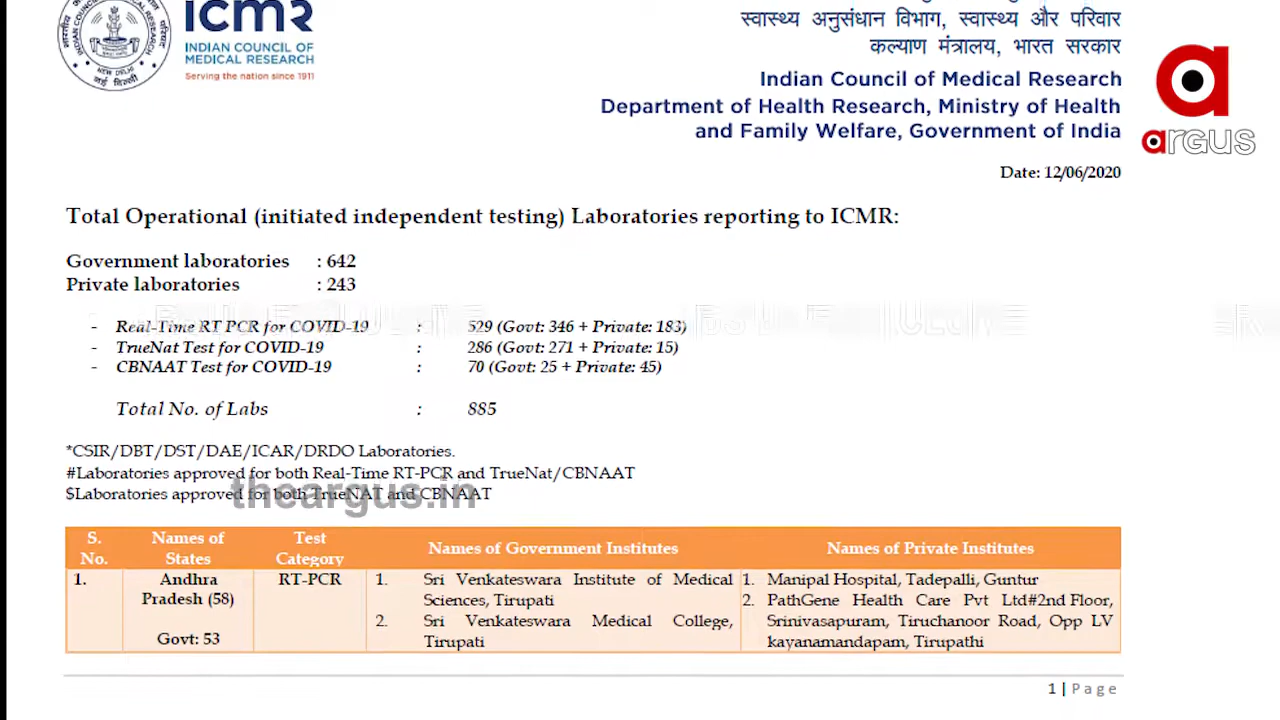 ICMR
INDIAN COUNCIL OF
MEDICAL RESEARCH
Serving the nation since 1911
स्वास्थ्य अनुसंधान विभाग, स्वास्थ्य और परिवार
कल्याण मंत्रालय, भारत सरकार
Indian Council of Medical Research
Department of Health Research, Ministry of Health
and Family Welfare, Government of India
a
argus
Date: 12/06/2020
Total Operational (initiated independent testing) Laboratories reporting to ICMR:
Government laboratories : 642
Private laboratories : 243
- Real-Time RT PCR for COVID-19 : 529 (Govt: 346 + Private: 183)
- TrueNat Test for COVID-19 : 286 (Govt: 271 + Private: 15)
- CBNAAT Test for COVID-19 : 70 (Govt: 25 + Private: 45)
Total No. of Labs : 885
*CSIR/DBT/DST/DAE/ICAR/DRDO Laboratories.
#Laboratories approved for both Real-Time RT-PCR and TrueNat/CBNAAT
$Laboratories approved for both TrueNAT and CBNAAT
theargus.in
S. No. Names of States Test Category Names of Government Institutes Names of Private Institutes
1. Andhra Pradesh (58) Govt: 53 RT-PCR
1. Sri Venkateswara Institute of Medical
Sciences, Tirupati
2. Sri Venkateswara Medical College,
Tirupati
1. Manipal Hospital, Tadepalli, Guntur
2. PathGene Health Care Pvt Ltd#2nd Floor,
Srinivasapuram, Tiruchanoor Road, Opp LV
kayanamandapam, Tirupathi
1 | Page